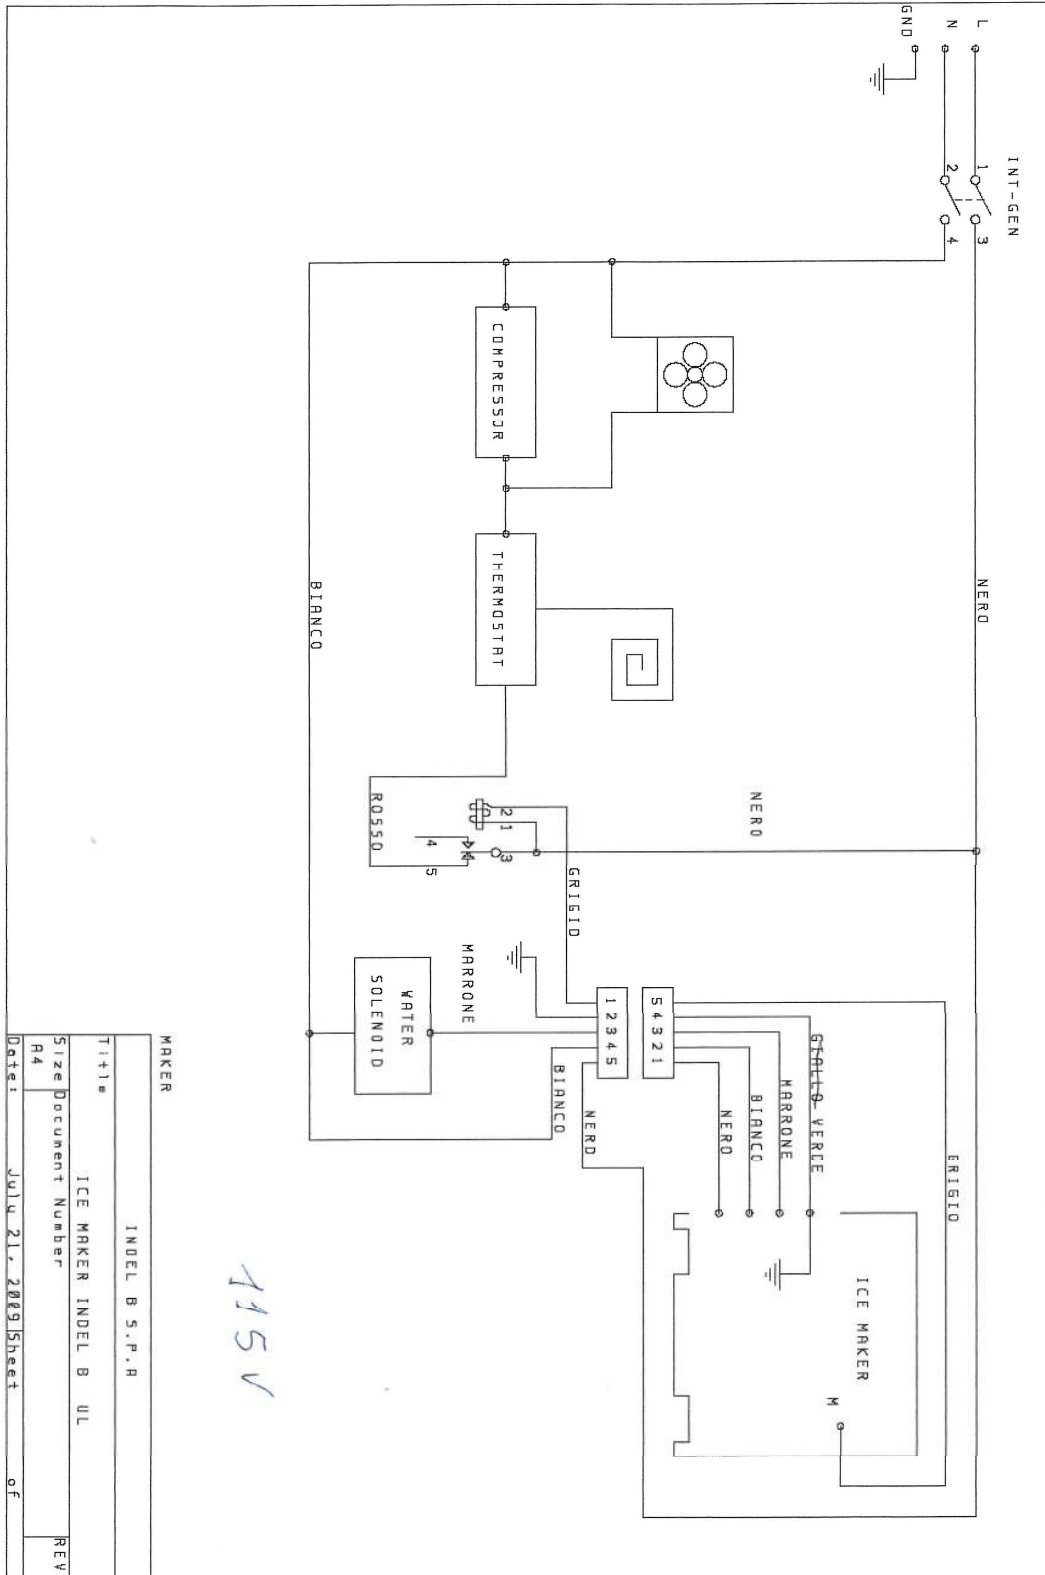 L
N
GND
INT-GEN
1
2
3
4
COMPRESSOR
THERMOSTAT
NERO
BIANCO
ROSSO
NERO
2 1
3
4
5
GRIGIO
MARRONE
WATER
SOLENOID
1 2 3 4 5
5 4 3 2 1
BIANCO
NERO
GIALLO-VERDE
MARRONE
BIANCO
NERO
GRIGIO
ICE MAKER
M
115 V
MAKER
INDEL B S.P.A
Title
ICE MAKER INDEL B UL
Size Document Number
REV
A4
Date: July 21, 2009 Sheet of